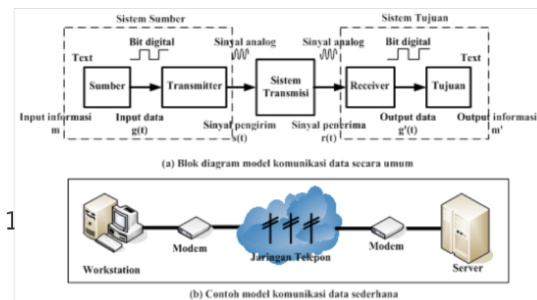 Sistem Sumber
Sistem Tujuan
Bit digital
Sinyal analog
Sinyal analog
Bit digital
Text
Text
Sumber
Transmitter
Sistem
Transmisi
Receiver
Tujuan
Input informasi
m
Input data
g(t)
Sinyal pengirim
s(t)
Sinyal penerima
r(t)
Output data
g'(t)
Output informasi
m'
(a) Blok diagram model komunikasi data secara umum
1
Modem
Jaringan Telepon
Modem
Workstation
Server
(b) Contoh model komunikasi data sederhana